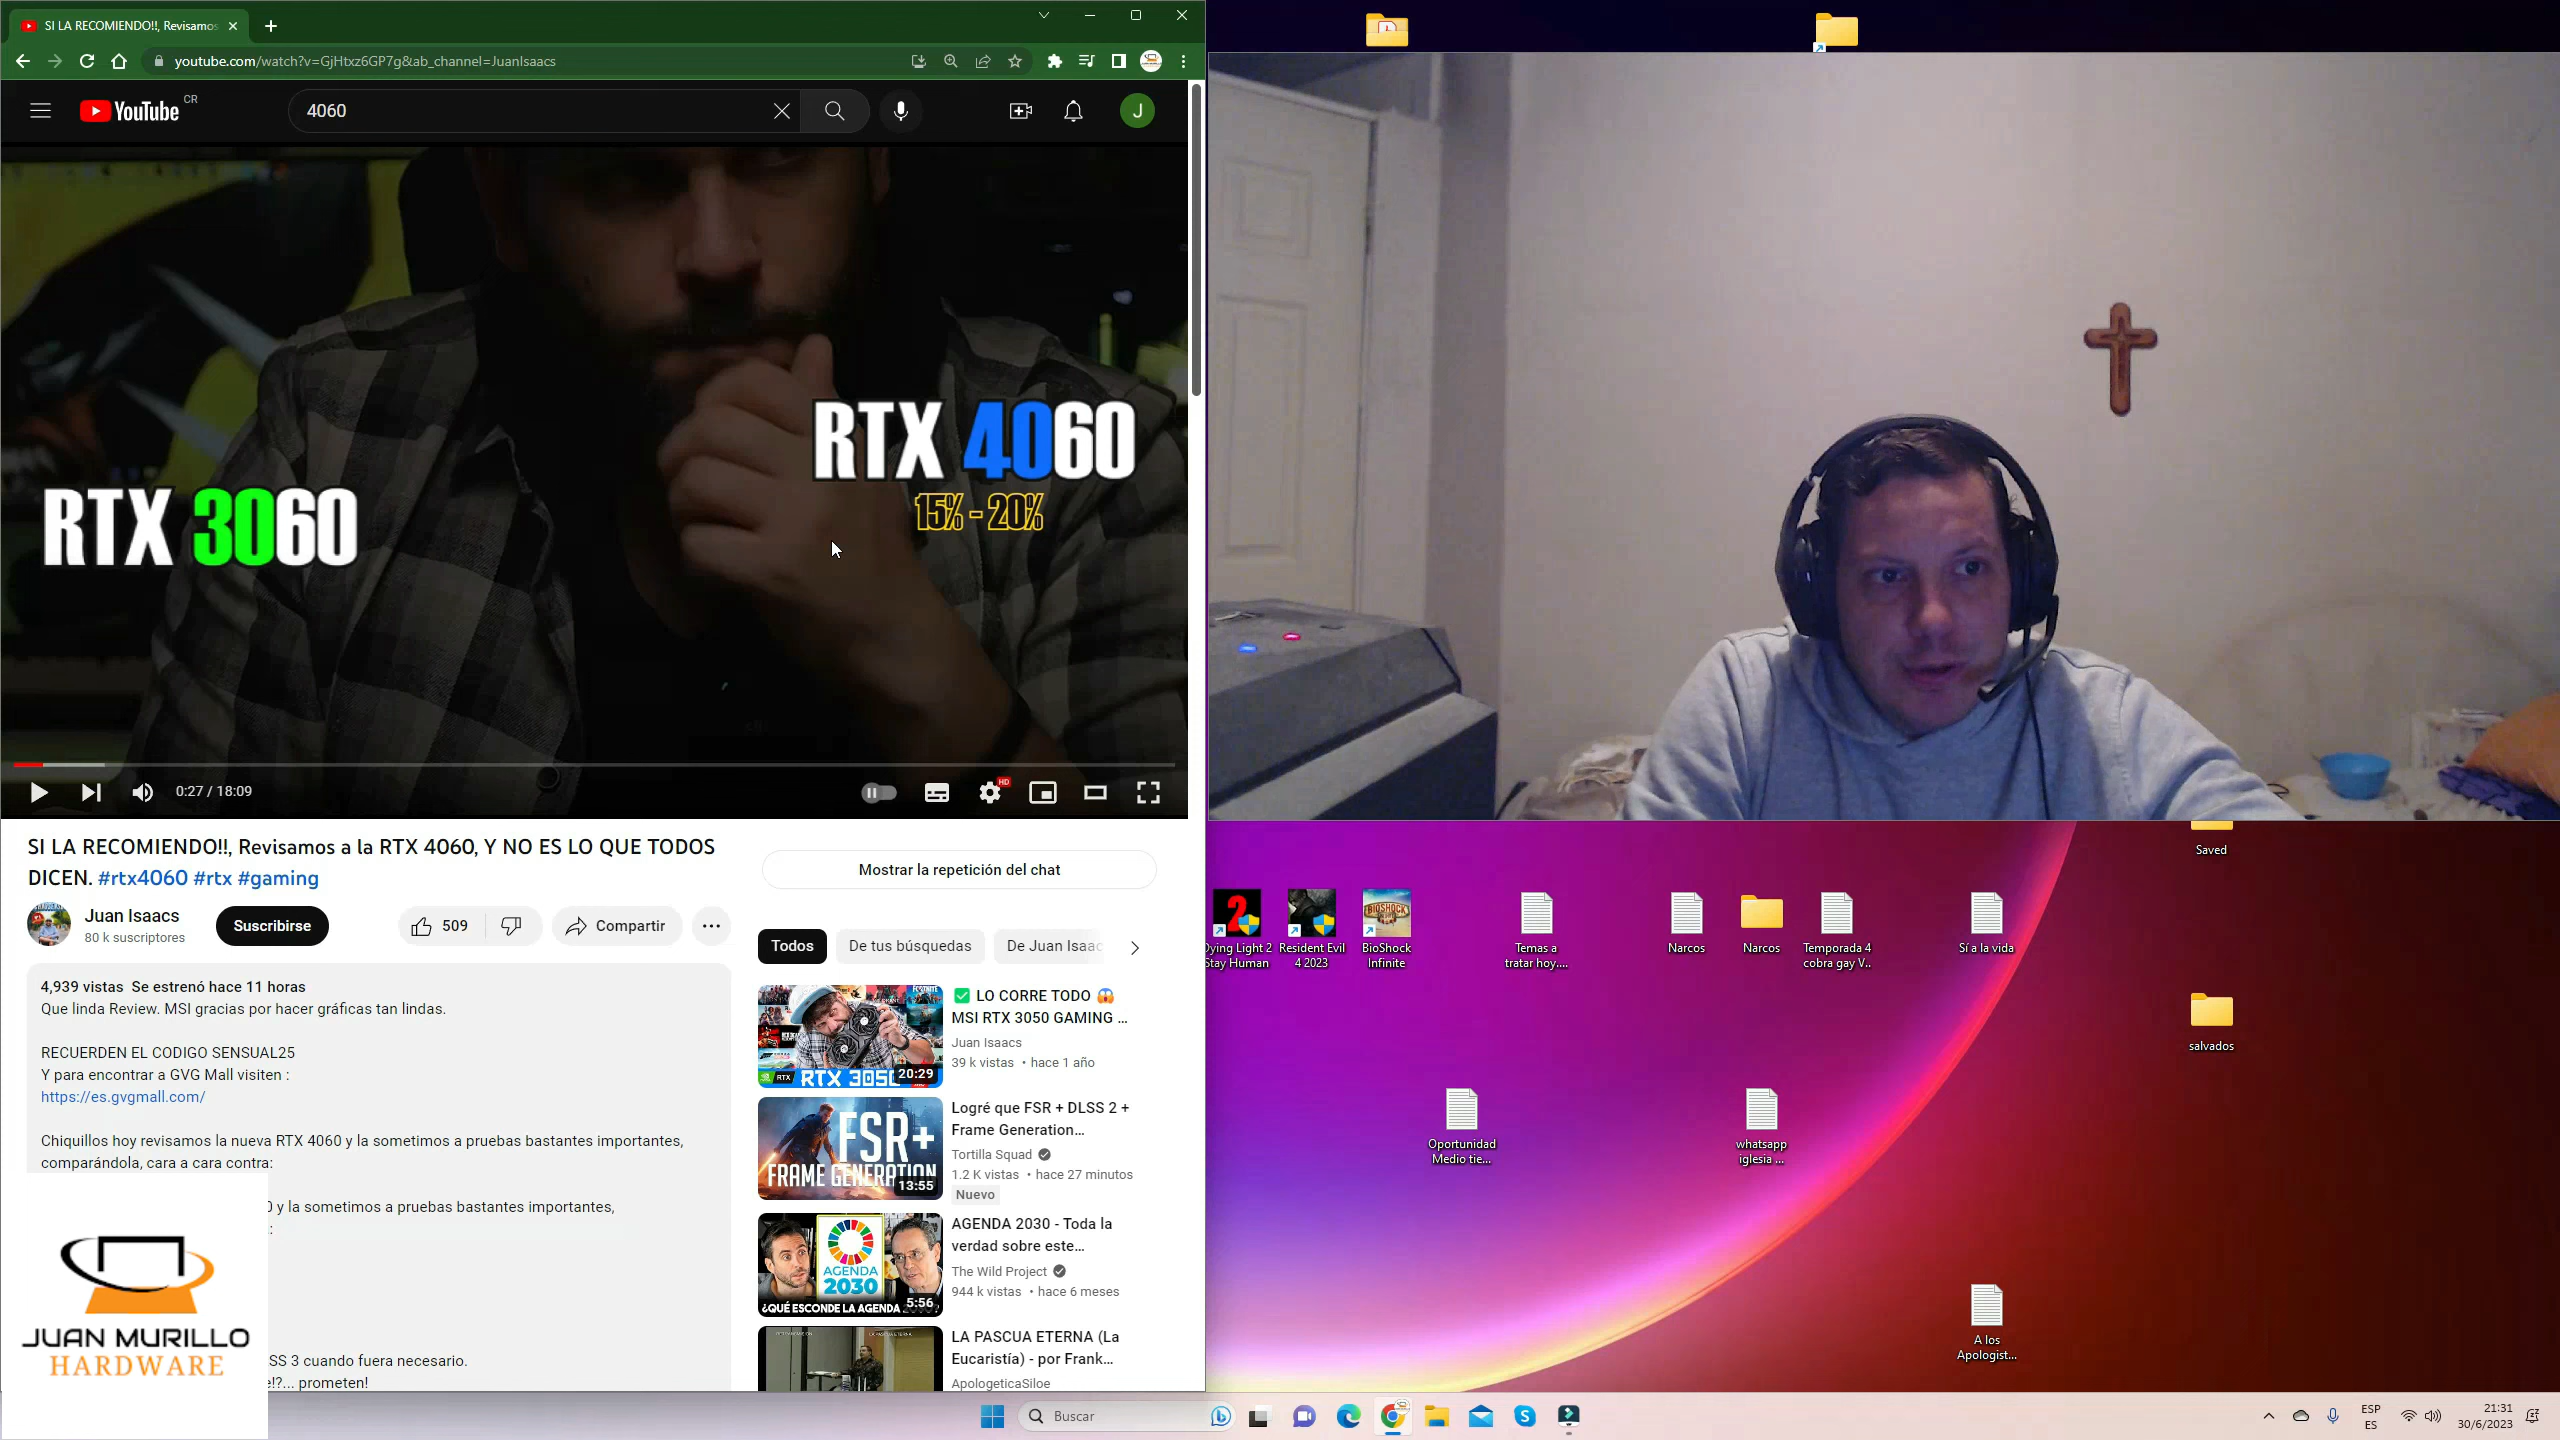 SI LA RECOMIENDO!!, Revisamos
youtube.com/watch?v=GjHtxz6GP7g&ab_channel=JuanIsaacs
YouTube CR
4060
J
RTX 4060
15% - 20%
RTX 3060
0:27 / 18:09
HD
SI LA RECOMIENDO!!, Revisamos a la RTX 4060, Y NO ES LO QUE TODOS
DICEN. #rtx4060 #rtx #gaming
Juan Isaacs
80 k suscriptores
Suscribirse
509
Compartir
4,939 vistas Se estrenó hace 11 horas
Que linda Review. MSI gracias por hacer gráficas tan lindas.
RECUERDEN EL CODIGO SENSUAL25
Y para encontrar a GVG Mall visiten :
https://es.gvgmall.com/
Chiquillos hoy revisamos la nueva RTX 4060 y la sometimos a pruebas bastantes importantes,
comparándola, cara a cara contra:
0 y la sometimos a pruebas bastantes importantes,
:
SS 3 cuando fuera necesario.
e!?... prometen!
JUAN MURILLO
HARDWARE
Mostrar la repetición del chat
Todos
De tus búsquedas
De Juan Isaac
LO CORRE TODO
MSI RTX 3050 GAMING ...
Juan Isaacs
39 k vistas • hace 1 año
RTX
RTX 3050
20:29
Logré que FSR + DLSS 2 +
Frame Generation...
Tortilla Squad
1.2 K vistas • hace 27 minutos
Nuevo
FSR+
FRAME GENERATION
13:55
AGENDA 2030 - Toda la
verdad sobre este...
The Wild Project
944 k vistas • hace 6 meses
AGENDA
2030
¿QUÉ ESCONDE LA AGENDA
5:56
LA PASCUA ETERNA (La
Eucaristía) - por Frank...
ApologeticaSiloe
Saved
2
BIOSHOCK
Dying Light 2
Stay Human
Resident Evil
4 2023
BioShock
Infinite
Temas a
tratar hoy....
Narcos
Narcos
Temporada 4
cobra gay V..
Sí a la vida
salvados
Oportunidad
Medio tie...
whatsapp
iglesia ...
A los
Apologist...
Buscar
ESP
ES
21:31
30/6/2023